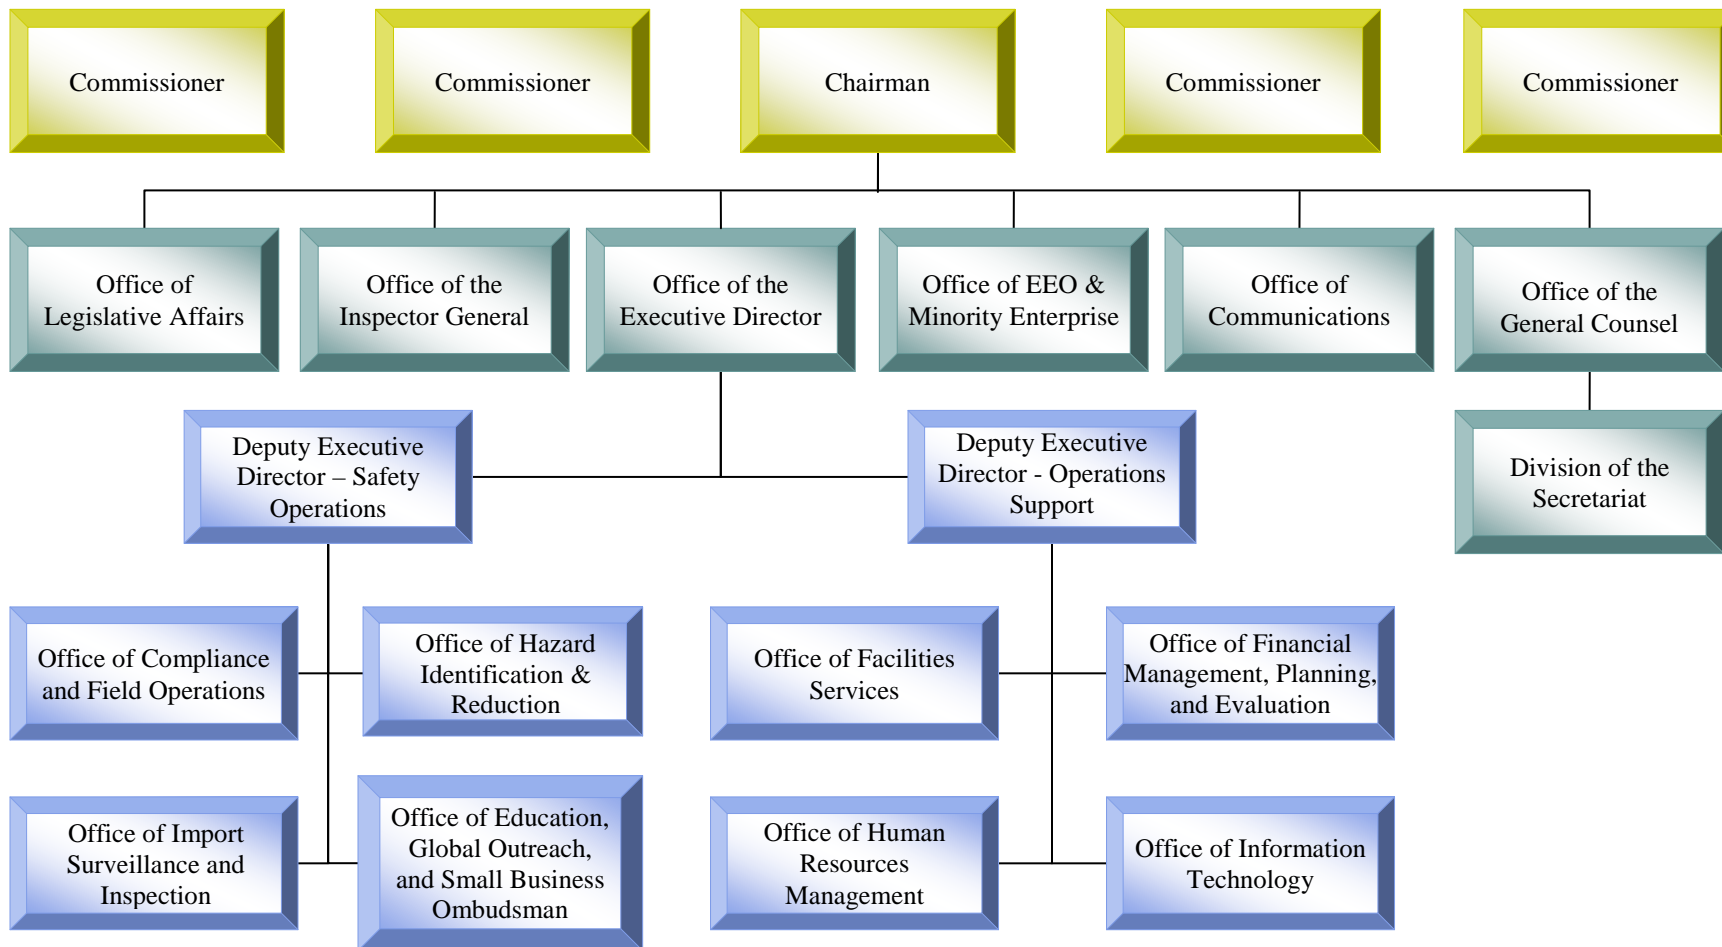 Commissioner
Commissioner
Chairman
Commissioner
Commissioner
Office of
Legislative Affairs
Office of the
Inspector General
Office of the
Executive Director
Office of EEO &
Minority Enterprise
Office of
Communications
Office of the
General Counsel
Deputy Executive
Director – Safety
Operations
Deputy Executive
Director - Operations
Support
Division of the
Secretariat
Office of Compliance
and Field Operations
Office of Hazard
Identification &
Reduction
Office of Facilities
Services
Office of Financial
Management, Planning,
and Evaluation
Office of Import
Surveillance and
Inspection
Office of Education,
Global Outreach,
and Small Business
Ombudsman
Office of Human
Resources
Management
Office of Information
Technology